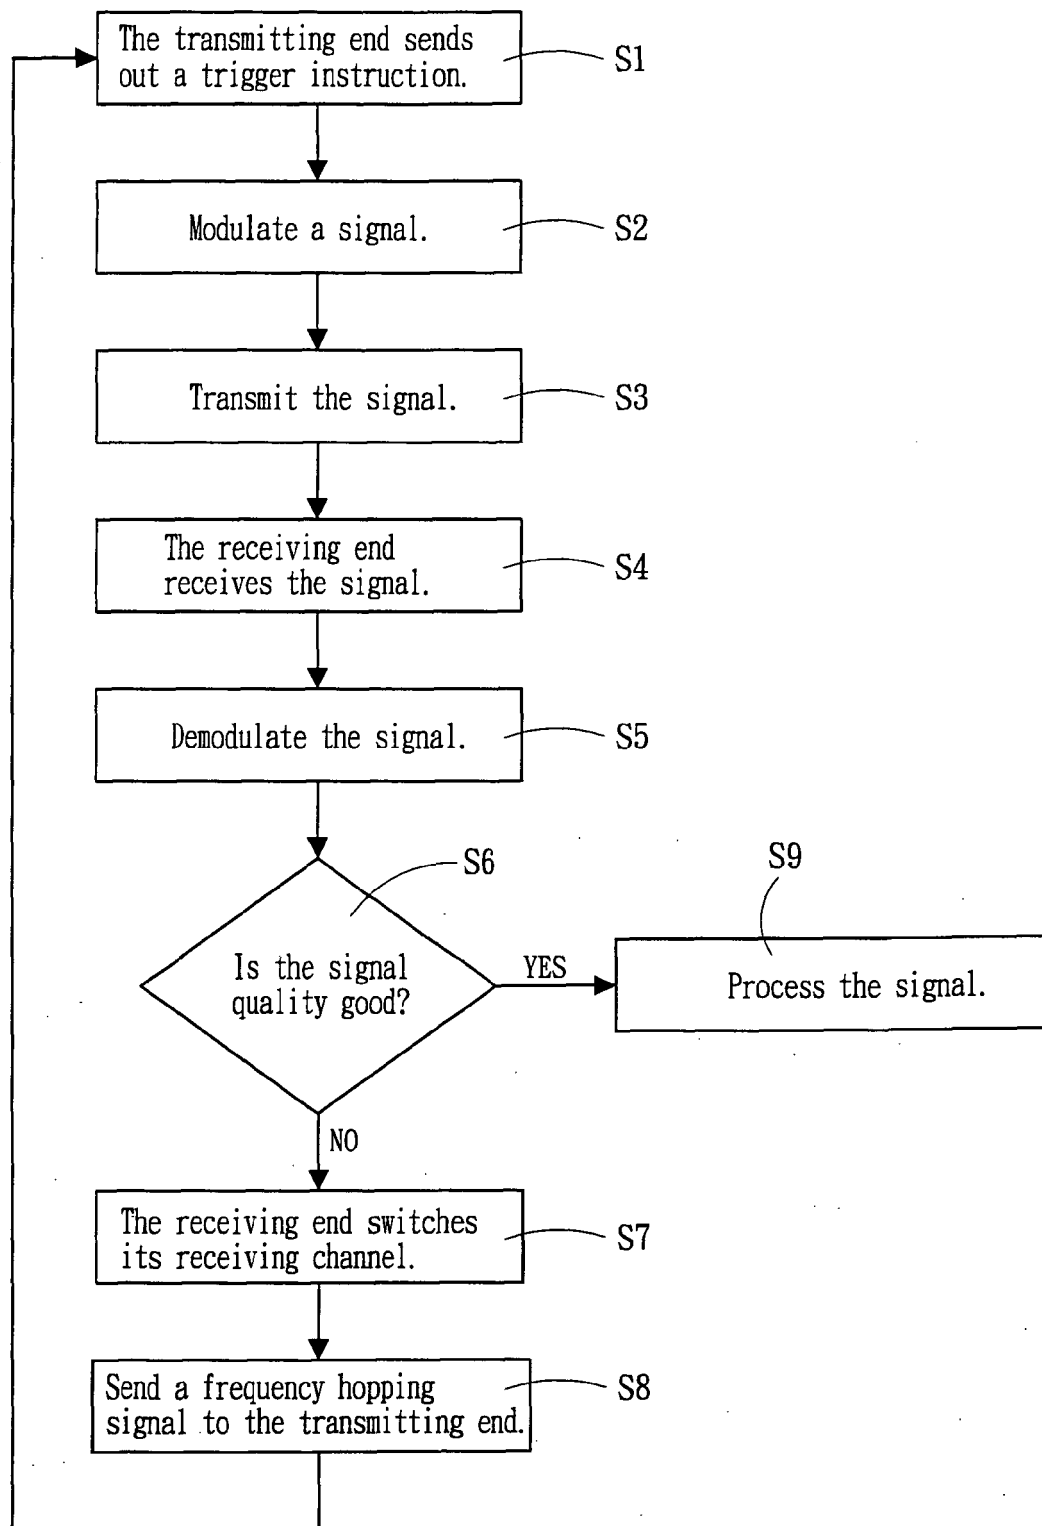 The transmitting end sends
out a trigger instruction.
S1
Modulate a signal.
S2
Transmit the signal.
S3
The receiving end
receives the signal.
S4
Demodulate the signal.
S5
S6
Is the signal
quality good?
YES
S9
Process the signal.
NO
The receiving end switches
its receiving channel.
S7
Send a frequency hopping
signal to the transmitting end.
S8